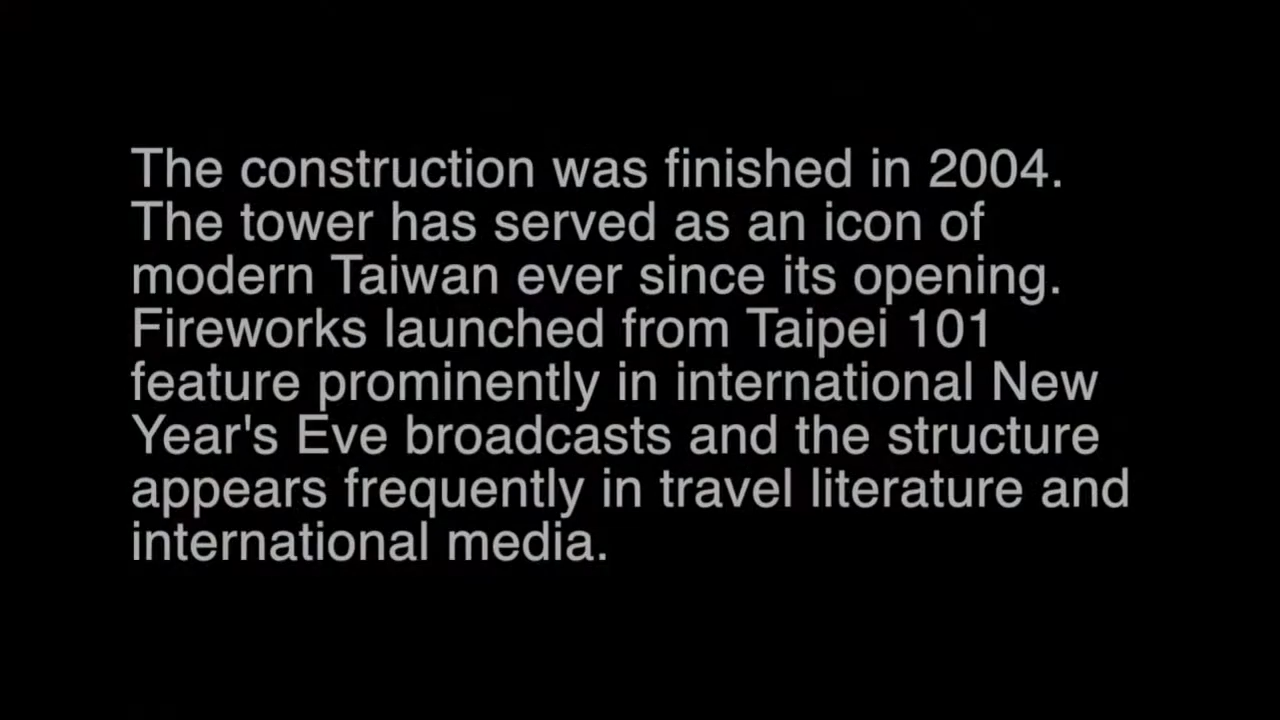 The construction was finished in 2004.
The tower has served as an icon of
modern Taiwan ever since its opening.
Fireworks launched from Taipei 101
feature prominently in international New
Year's Eve broadcasts and the structure
appears frequently in travel literature and
international media.